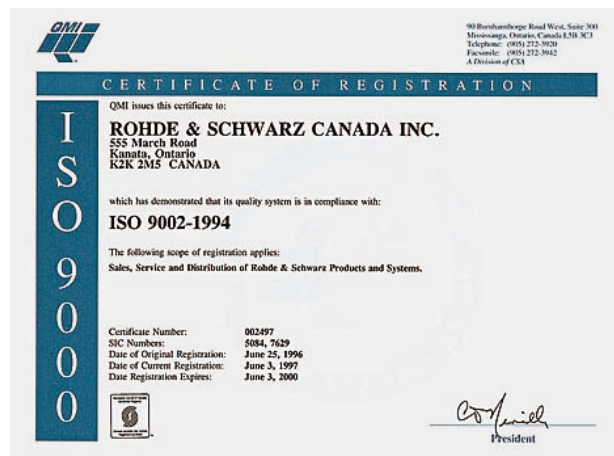 QMI
90 Burnhamthorpe Road West, Suite 300
Mississauga, Ontario, Canada L5B 3C3
Telephone: (905) 272-3920
Facsimile: (905) 272-3942
A Division of CSA
CERTIFICATE OF REGISTRATION
ISO 9000
QMI issues this certificate to:
ROHDE & SCHWARZ CANADA INC.
555 March Road
Kanata, Ontario
K2K 2M5 CANADA
which has demonstrated that its quality system is in compliance with:
ISO 9002-1994
The following scope of registration applies:
Sales, Service and Distribution of Rohde & Schwarz Products and Systems.
Certificate Number: 002497
SIC Numbers: 5084, 7629
Date of Original Registration: June 25, 1996
Date of Current Registration: June 3, 1997
Date Registration Expires: June 3, 2000
President